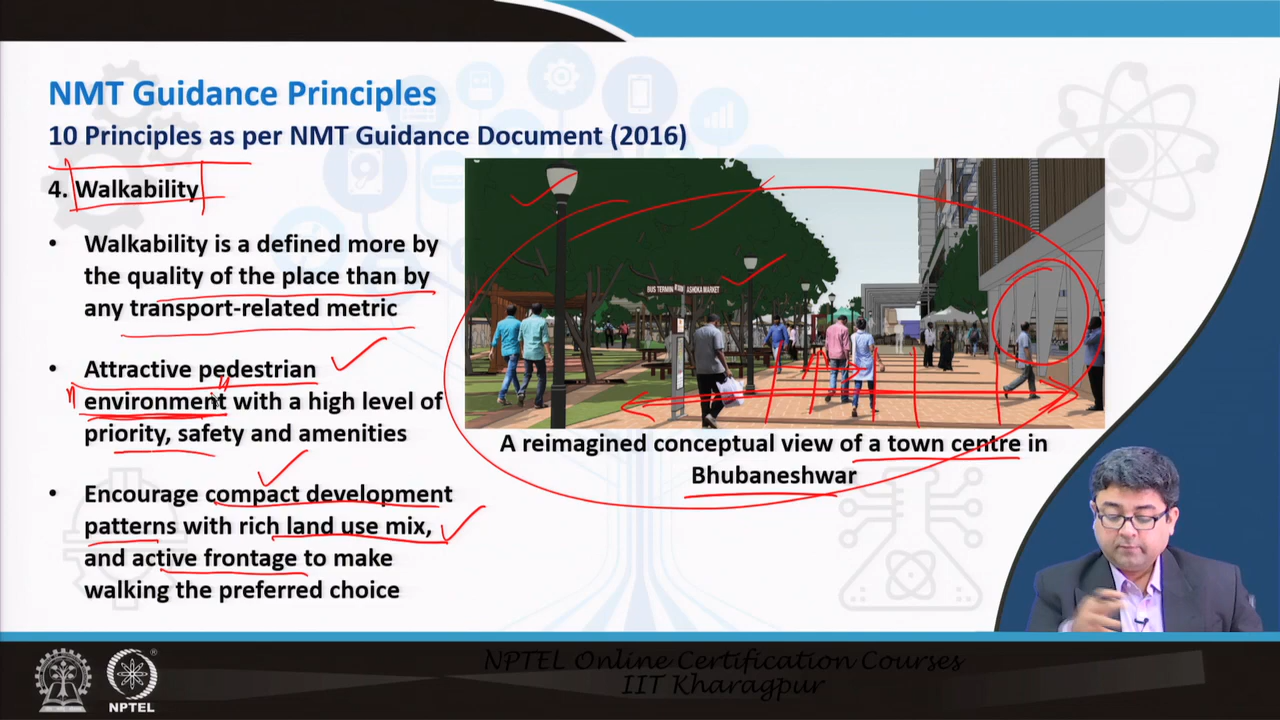 NMT Guidance Principles
10 Principles as per NMT Guidance Document (2016)
4. Walkability
• Walkability is a defined more by
the quality of the place than by
any transport-related metric
• Attractive pedestrian
environment with a high level of
priority, safety and amenities
• Encourage compact development
patterns with rich land use mix,
and active frontage to make
walking the preferred choice
BUS TERMIN ASHOKA MARKET
A reimagined conceptual view of a town centre in
Bhubaneshwar
NPTEL Online Certification Courses
IIT Kharagpur
NPTEL